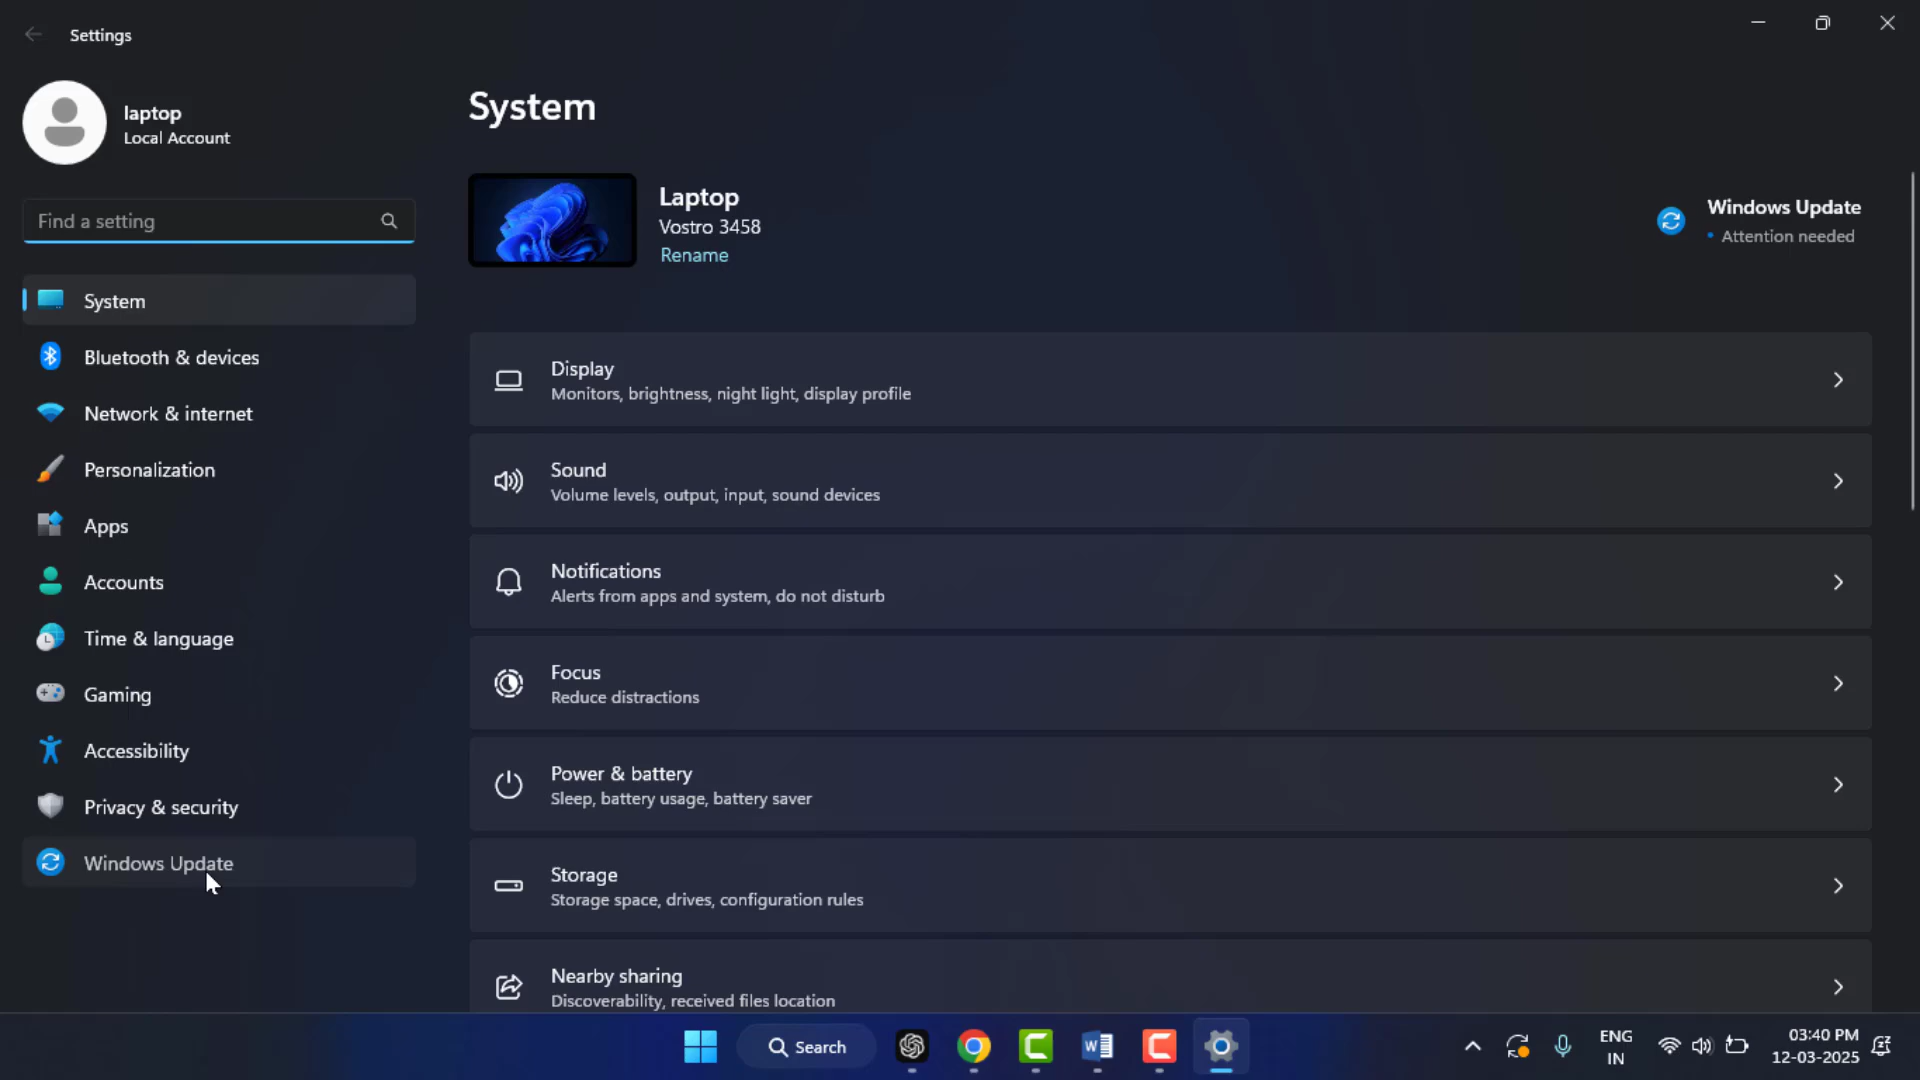 Settings
laptop
Local Account
Find a setting
System
Bluetooth & devices
Network & internet
Personalization
Apps
Accounts
Time & language
Gaming
Accessibility
Privacy & security
Windows Update
System
Laptop
Vostro 3458
Rename
Windows Update
• Attention needed
Display
Monitors, brightness, night light, display profile
Sound
Volume levels, output, input, sound devices
Notifications
Alerts from apps and system, do not disturb
Focus
Reduce distractions
Power & battery
Sleep, battery usage, battery saver
Storage
Storage space, drives, configuration rules
Nearby sharing
Discoverability, received files location
Search
ENG
IN
03:40 PM
12-03-2025